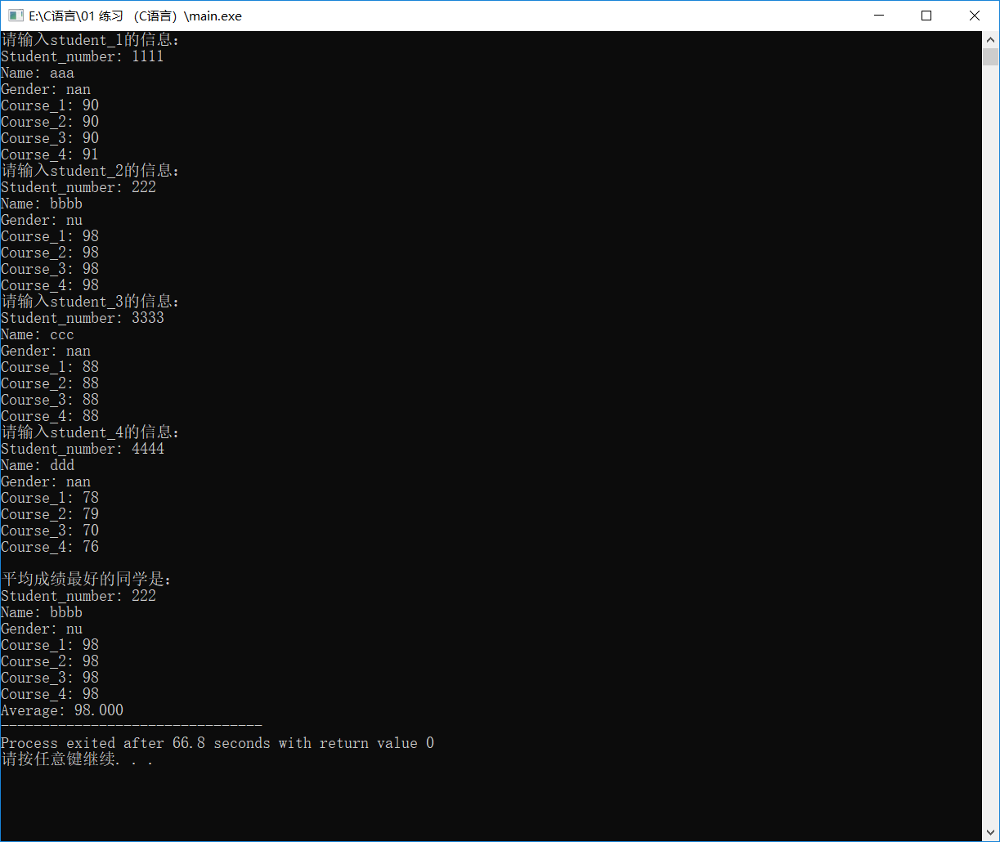 E:\C语言\01 练习 （C语言）\main.exe
请输入student_1的信息:
Student_number: 1111
Name: aaa
Gender: nan
Course_1: 90
Course_2: 90
Course_3: 90
Course_4: 91
请输入student_2的信息:
Student_number: 222
Name: bbbb
Gender: nu
Course_1: 98
Course_2: 98
Course_3: 98
Course_4: 98
请输入student_3的信息:
Student_number: 3333
Name: ccc
Gender: nan
Course_1: 88
Course_2: 88
Course_3: 88
Course_4: 88
请输入student_4的信息:
Student_number: 4444
Name: ddd
Gender: nan
Course_1: 78
Course_2: 79
Course_3: 70
Course_4: 76
平均成绩最好的同学是:
Student_number: 222
Name: bbbb
Gender: nu
Course_1: 98
Course_2: 98
Course_3: 98
Course_4: 98
Average: 98.000
--------------------------------
Process exited after 66.8 seconds with return value 0
请按任意键继续. . .